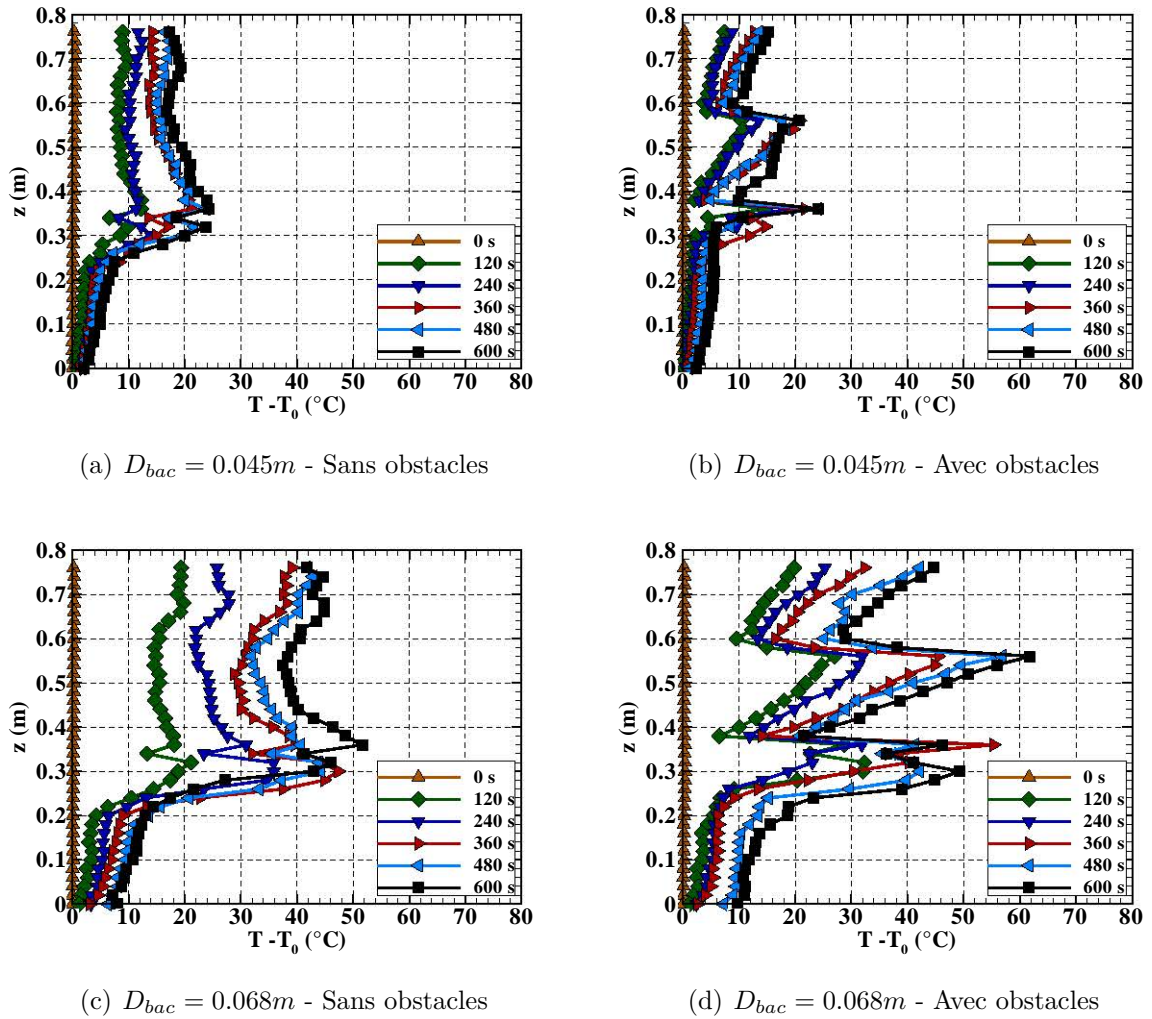 0.8
0.7
0.6
0.5
0.4
0.3
0.2
0.1
0
z (m)
0 10 20 30 40 50 60 70 80
T -T₀ (°C)
0 s
120 s
240 s
360 s
480 s
600 s
(a) D_bac = 0.045m - Sans obstacles
0.8
0.7
0.6
0.5
0.4
0.3
0.2
0.1
0
z (m)
0 10 20 30 40 50 60 70 80
T -T₀ (°C)
0 s
120 s
240 s
360 s
480 s
600 s
(b) D_bac = 0.045m - Avec obstacles
0.8
0.7
0.6
0.5
0.4
0.3
0.2
0.1
0
z (m)
0 10 20 30 40 50 60 70 80
T -T₀ (°C)
0 s
120 s
240 s
360 s
480 s
600 s
(c) D_bac = 0.068m - Sans obstacles
0.8
0.7
0.6
0.5
0.4
0.3
0.2
0.1
0
z (m)
0 10 20 30 40 50 60 70 80
T -T₀ (°C)
0 s
120 s
240 s
360 s
480 s
600 s
(d) D_bac = 0.068m - Avec obstacles